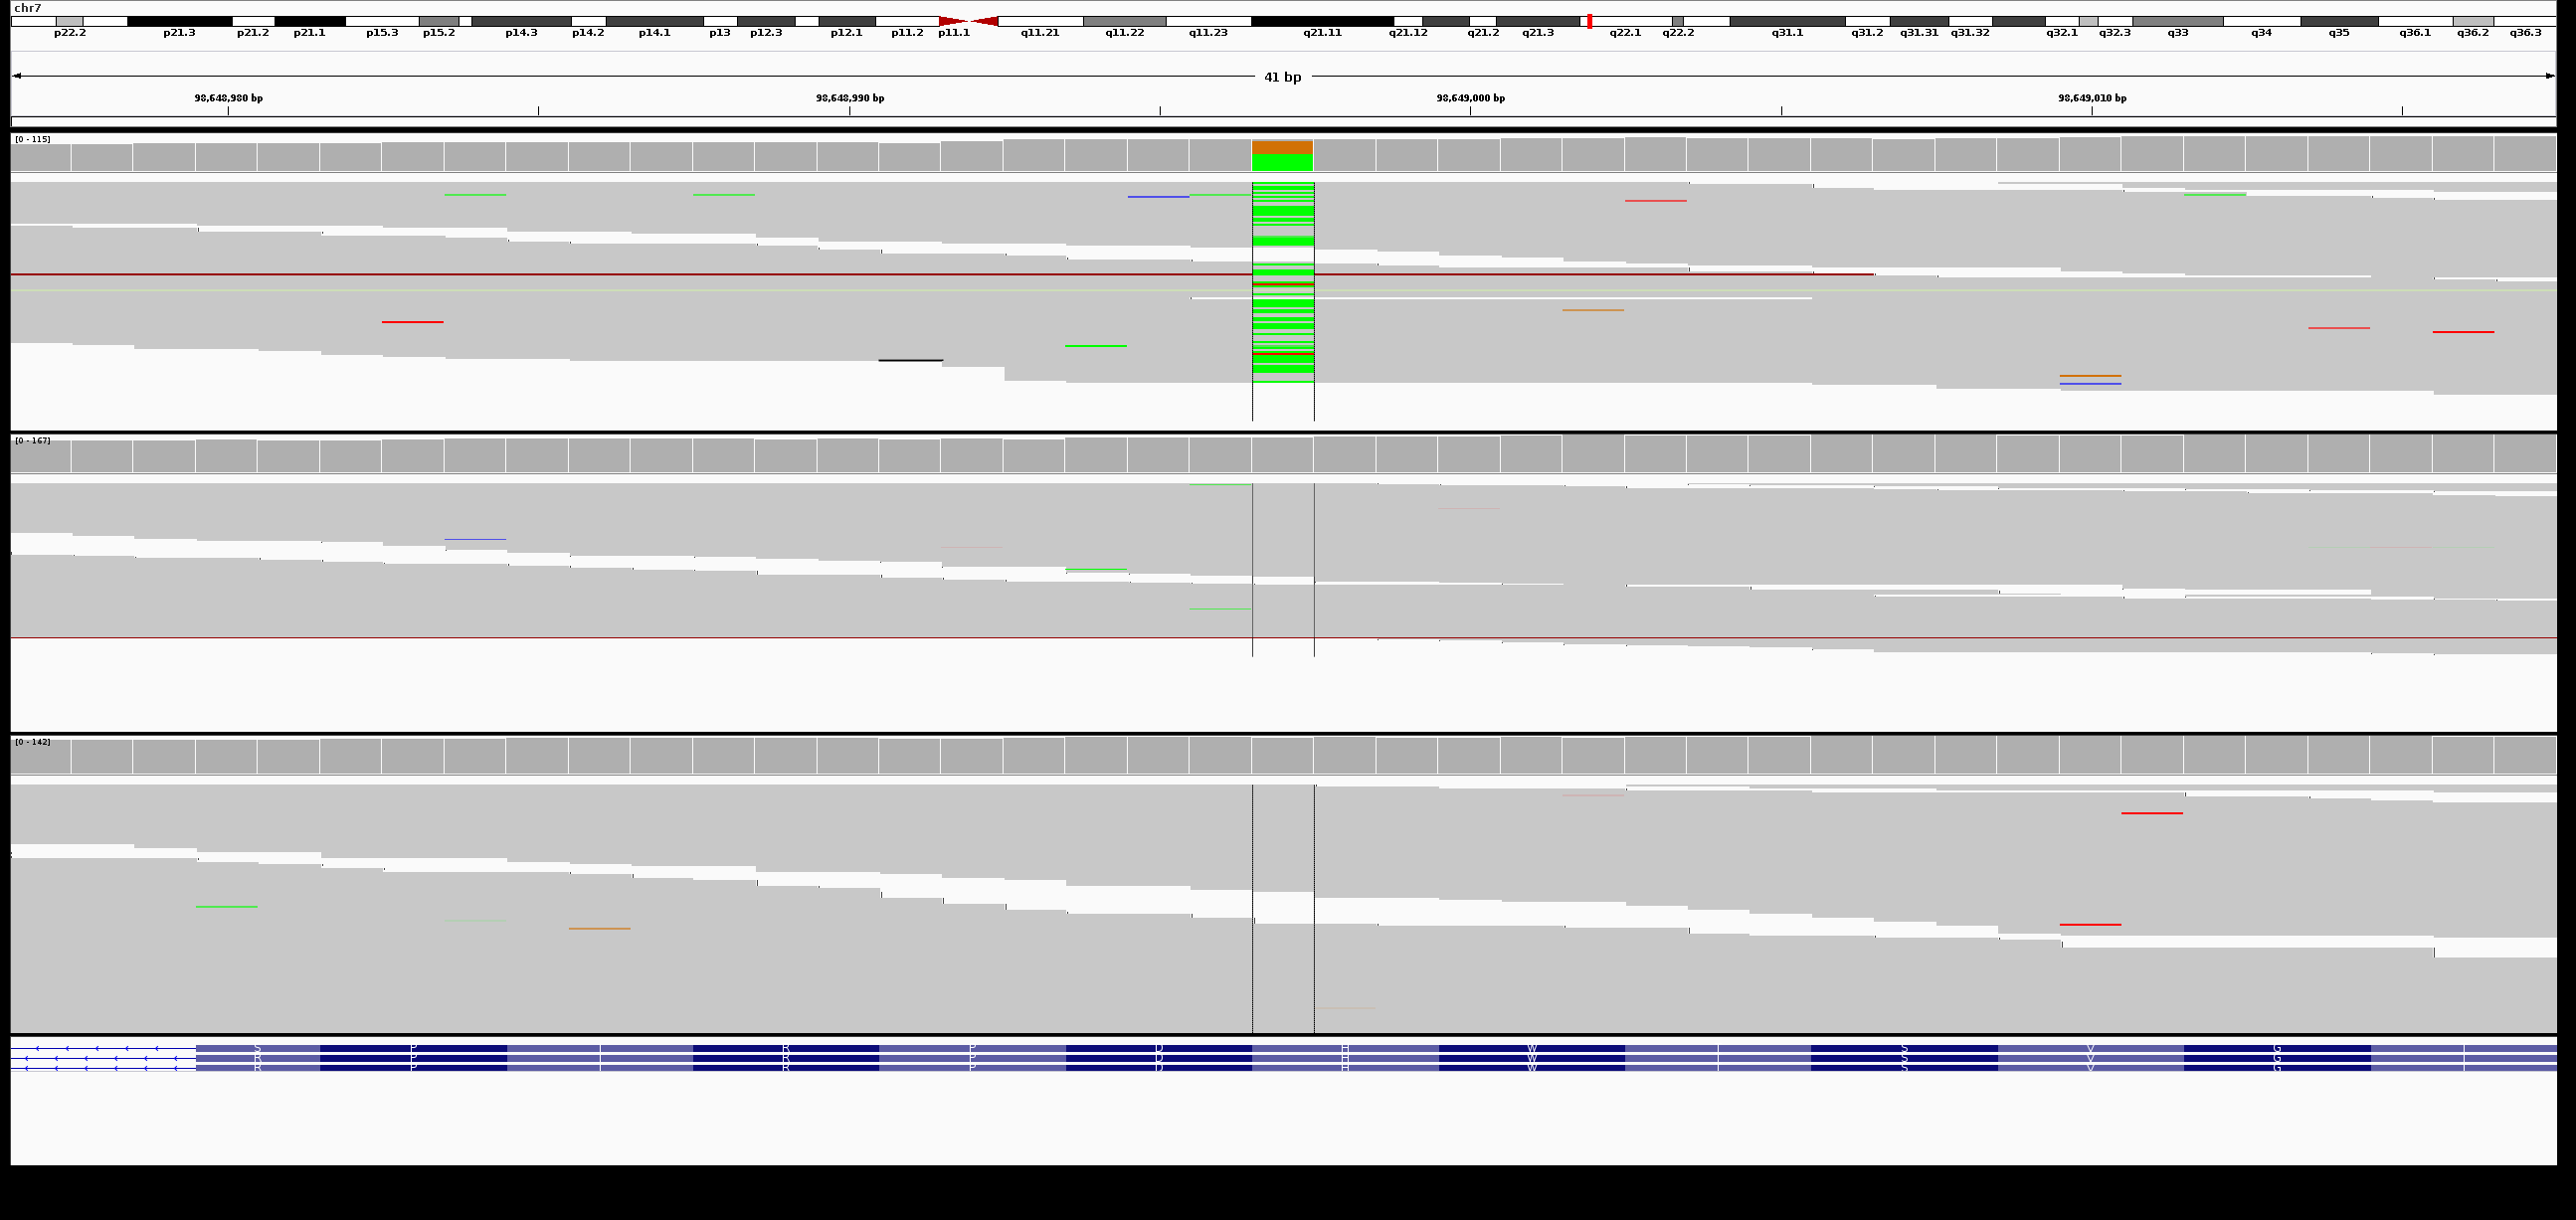 chr7
p22.2 p21.3 p21.2 p21.1 p15.3 p15.2 p14.3 p14.2 p14.1 p13 p12.3 p12.1 p11.2 p11.1 q11.21 q11.22 q11.23 q21.11 q21.12 q21.2 q21.3 q22.1 q22.2 q31.1 q31.2 q31.31 q31.32 q32.1 q32.3 q33 q34 q35 q36.1 q36.2 q36.3
41 bp
98,648,980 bp 98,648,990 bp 98,649,000 bp 98,649,010 bp
[0 - 115]
[0 - 167]
[0 - 142]
S P I R P D H W I S V G I
R P I R P D H W I S V G I
R P I R P D H W I S V G I